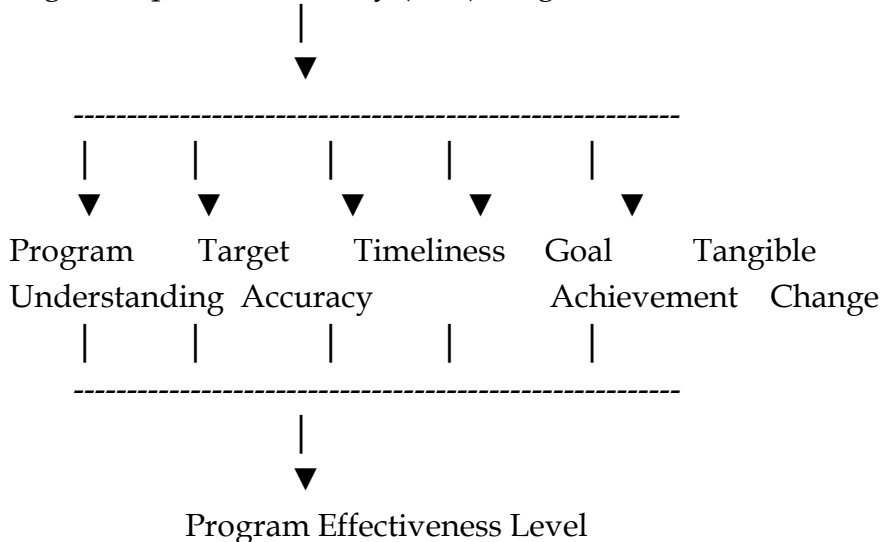 Program Target Timeliness Goal Tangible
Understanding Accuracy Achievement Change
Program Effectiveness Level